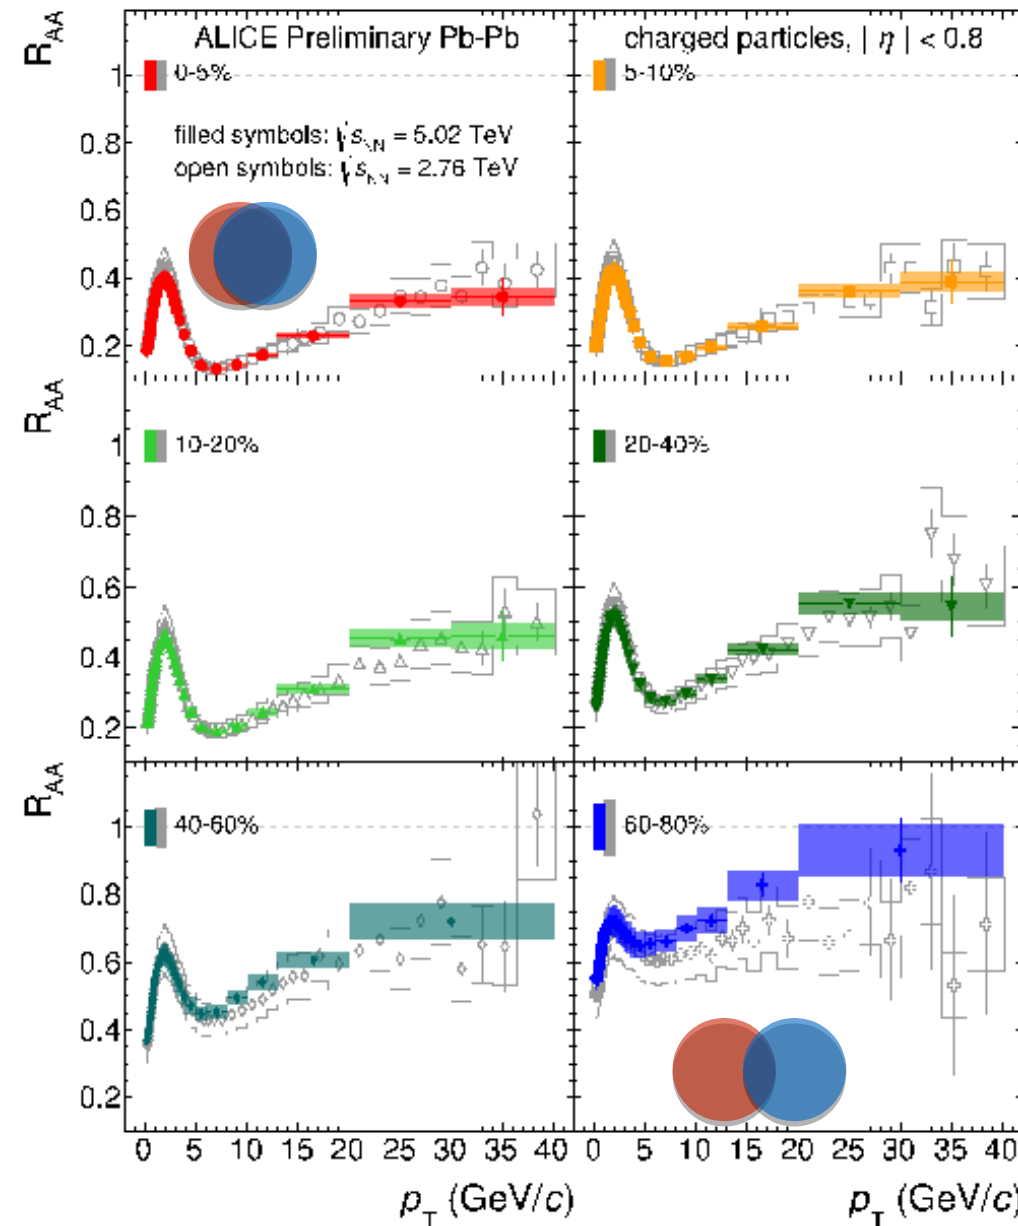 R_AA
ALICE Preliminary Pb-Pb
charged particles, | η | < 0.8
1
0-5%
5-10%
filled symbols: √s_NN = 5.02 TeV
open symbols: √s_NN = 2.76 TeV
0.8
0.6
0.4
0.2
R_AA
1
10-20%
20-40%
0.8
0.6
0.4
0.2
R_AA
1
40-60%
60-80%
0.8
0.6
0.4
0.2
0 5 10 15 20 25 30 35 40
0 5 10 15 20 25 30 35 40
p_T (GeV/c)
p_T (GeV/c)